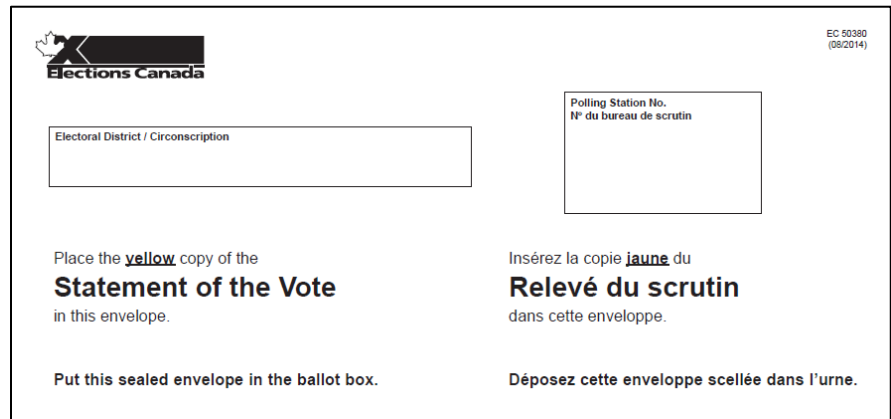 EC 50380
(08/2014)
Elections Canada
Polling Station No.
Nº du bureau de scrutin
Electoral District / Circonscription
Place the yellow copy of the
Statement of the Vote
in this envelope.
Put this sealed envelope in the ballot box.
Insérez la copie jaune du
Relevé du scrutin
dans cette enveloppe.
Déposez cette enveloppe scellée dans l'urne.